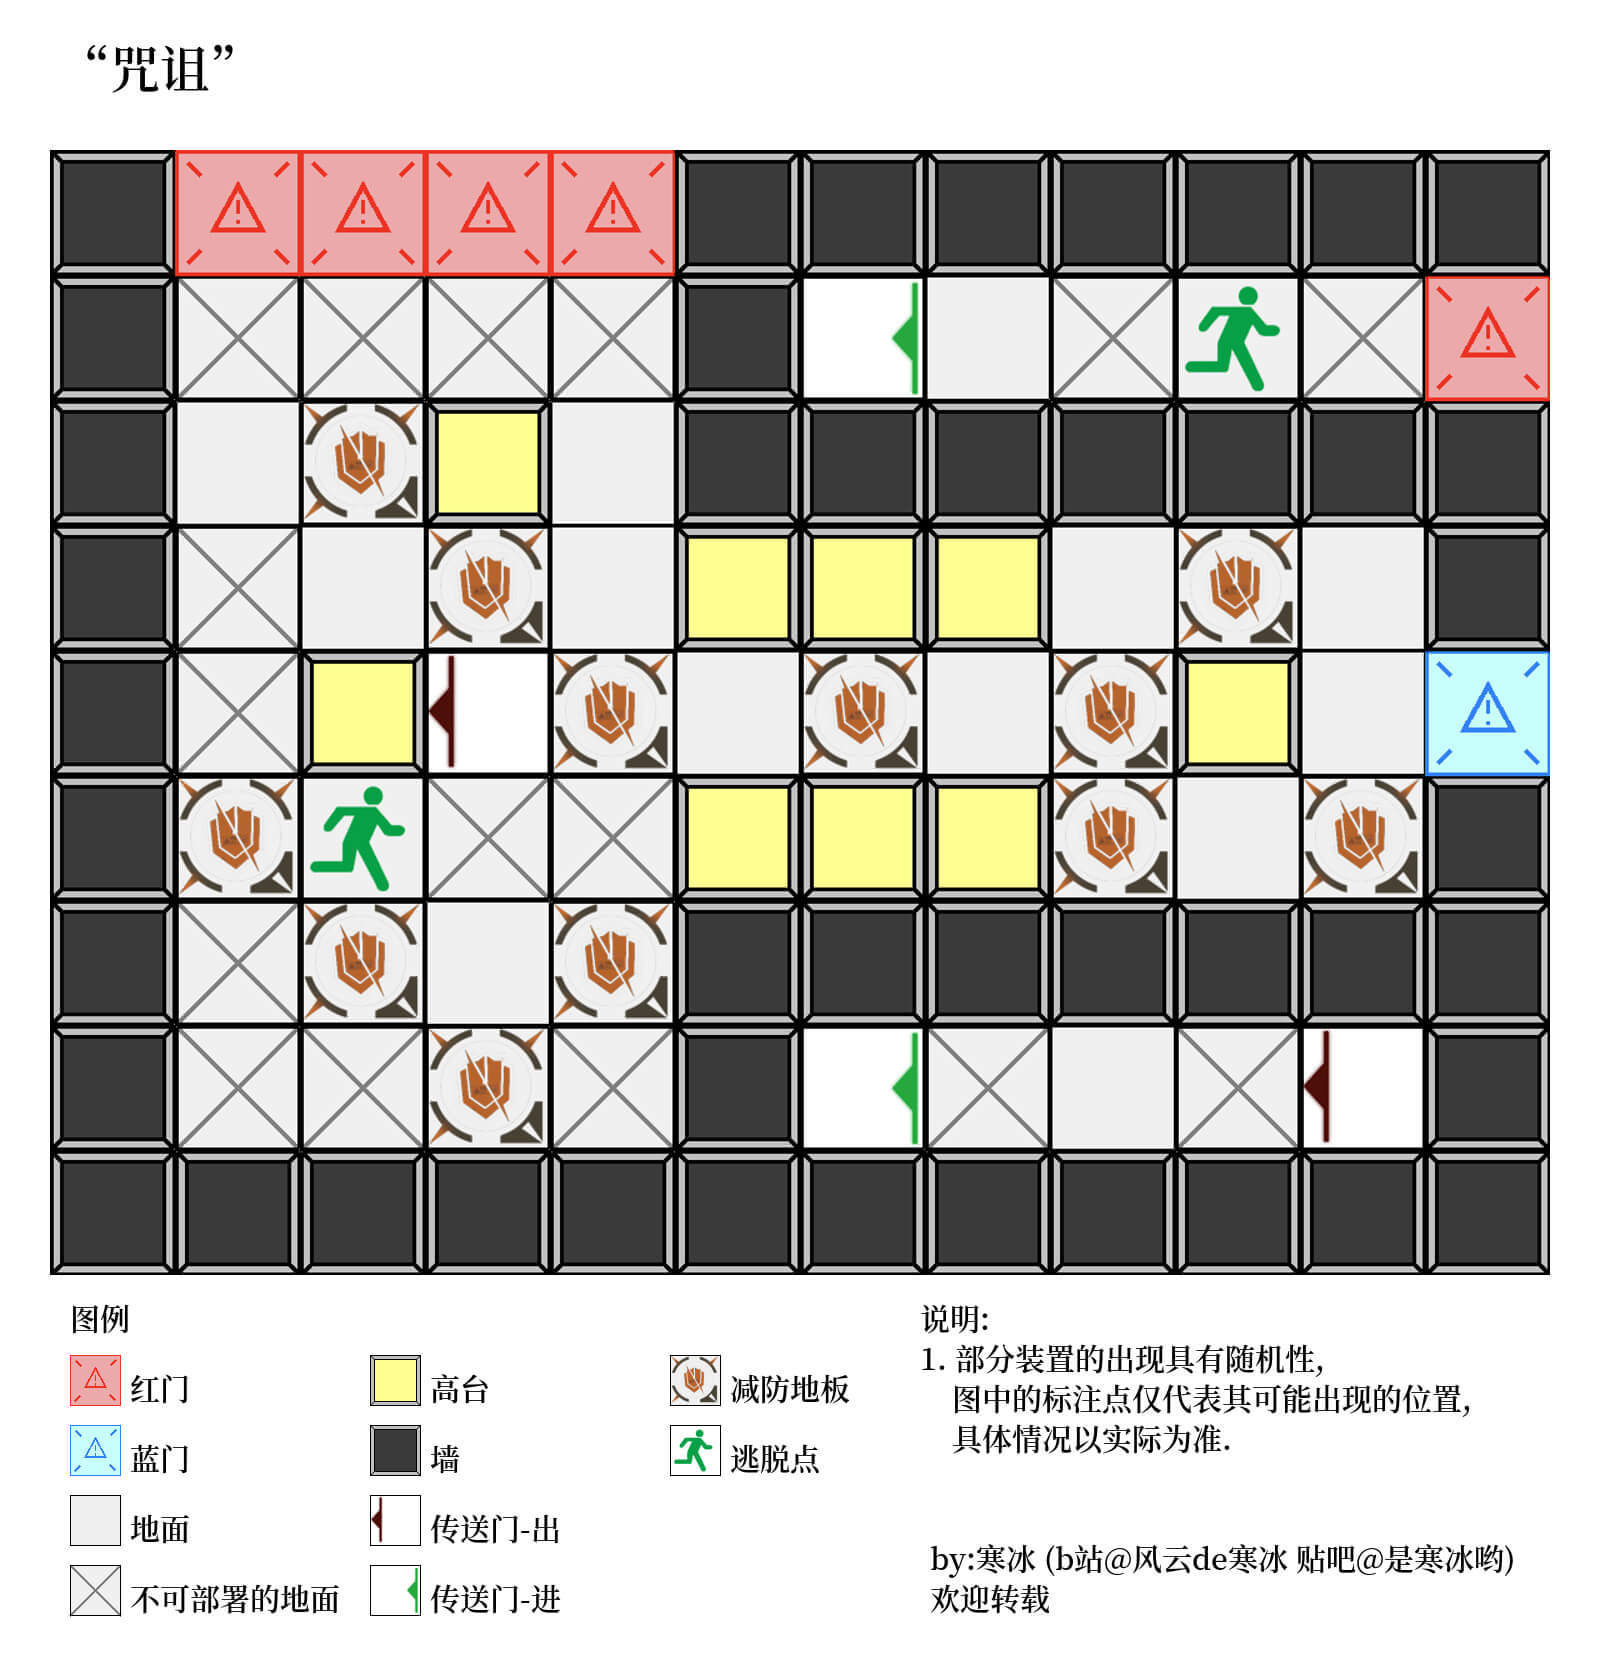 “咒诅”
图例
红门
高台
减防地板
蓝门
墙
逃脱点
地面
传送门-出
不可部署的地面
传送门-进
说明:
1. 部分装置的出现具有随机性,
图中的标注点仅代表其可能出现的位置,
具体情况以实际为准.
by:寒冰 (b站@风云de寒冰 贴吧@是寒冰哟)
欢迎转载